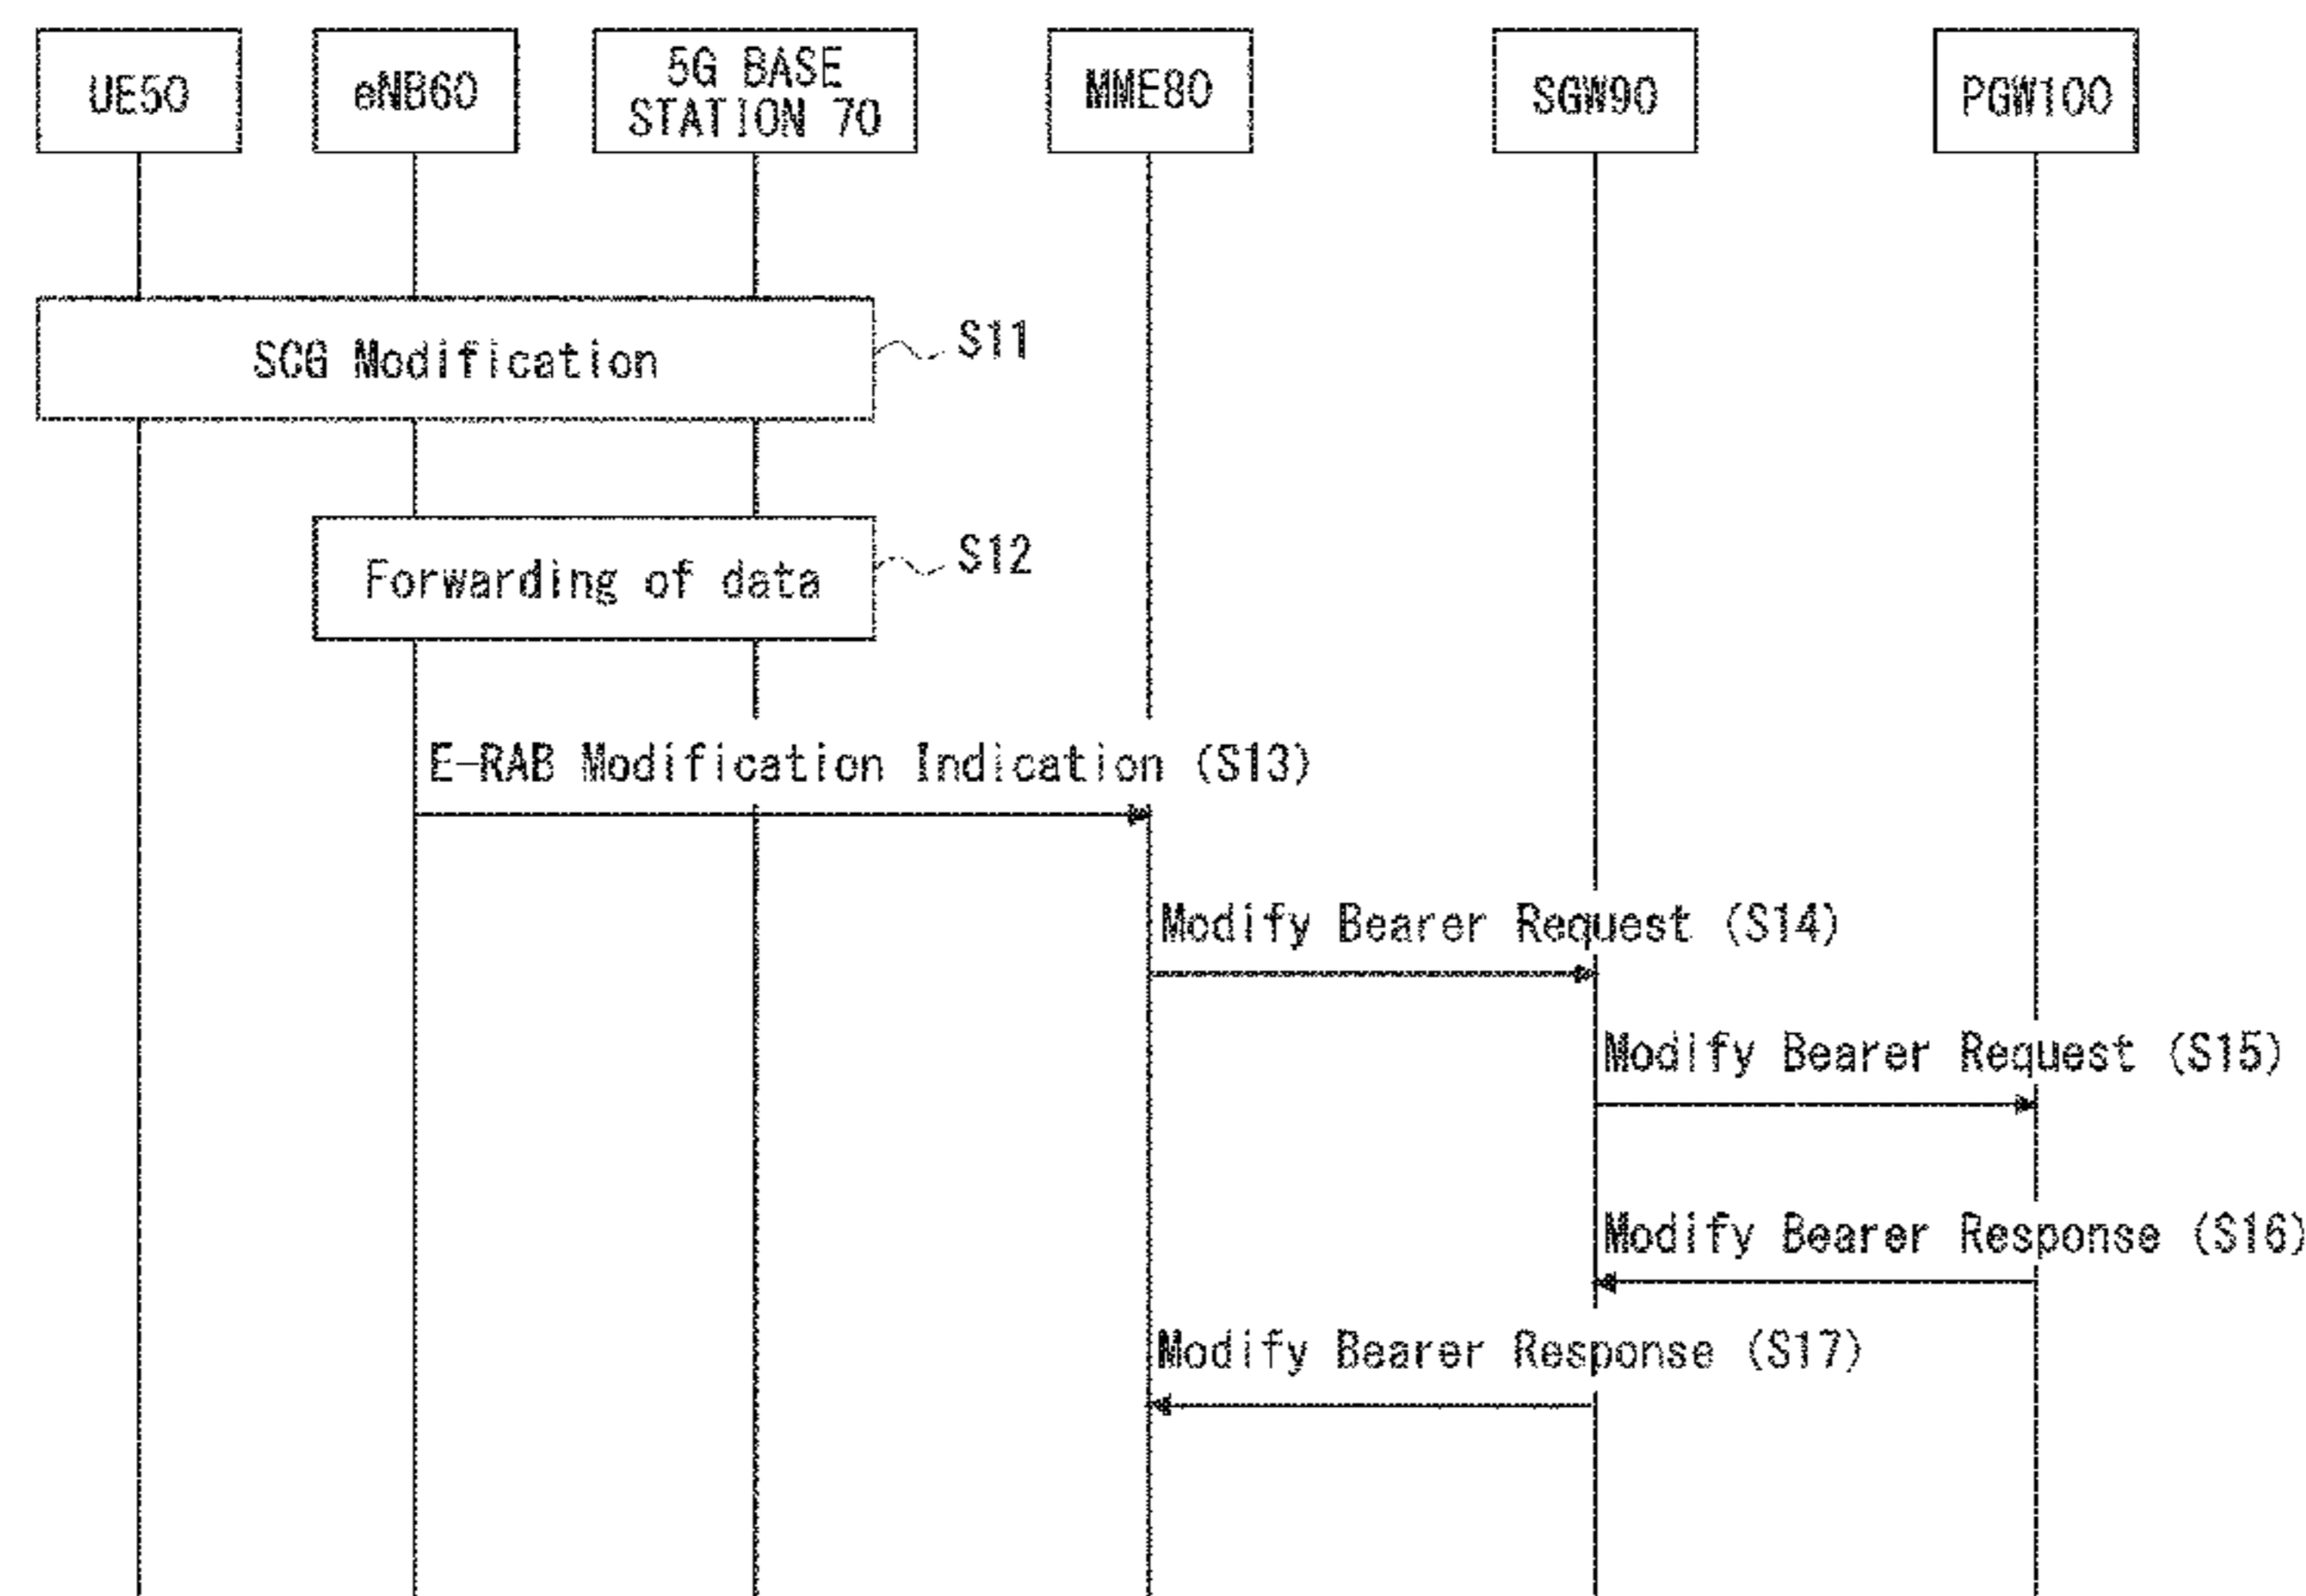 UE50
eNB60
5G BASE
STATION 70
MME80
SGW90
PGW100
SCG Modification
S11
Forwarding of data
S12
E-RAB Modification Indication (S13)
Modify Bearer Request (S14)
Modify Bearer Request (S15)
Modify Bearer Response (S16)
Modify Bearer Response (S17)